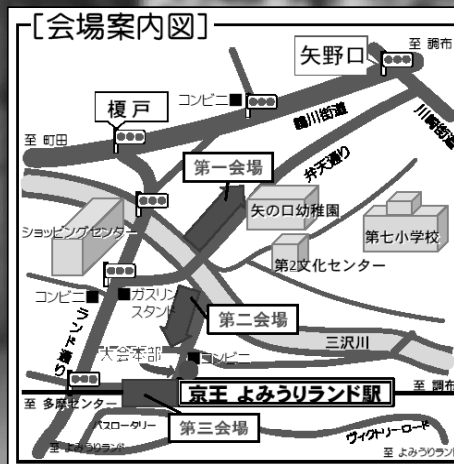 [会場案内図]
至 調布
矢野口
コンビニ
榎戸
鶴川街道
川崎街道
至 町田
弁天通り
第一会場
矢の口幼稚園
第七小学校
ショッピングセンター
第2文化センター
コンビニ
ガスリン
スタンド
第二会場
ランド通り
三沢川
大会本部
コンビニ
京王 よみうりランド駅
至 調布
至 多摩センター
バスロータリー
第三会場
ヴィクトリーロード
至 よみうりランド
至 よみうりランド